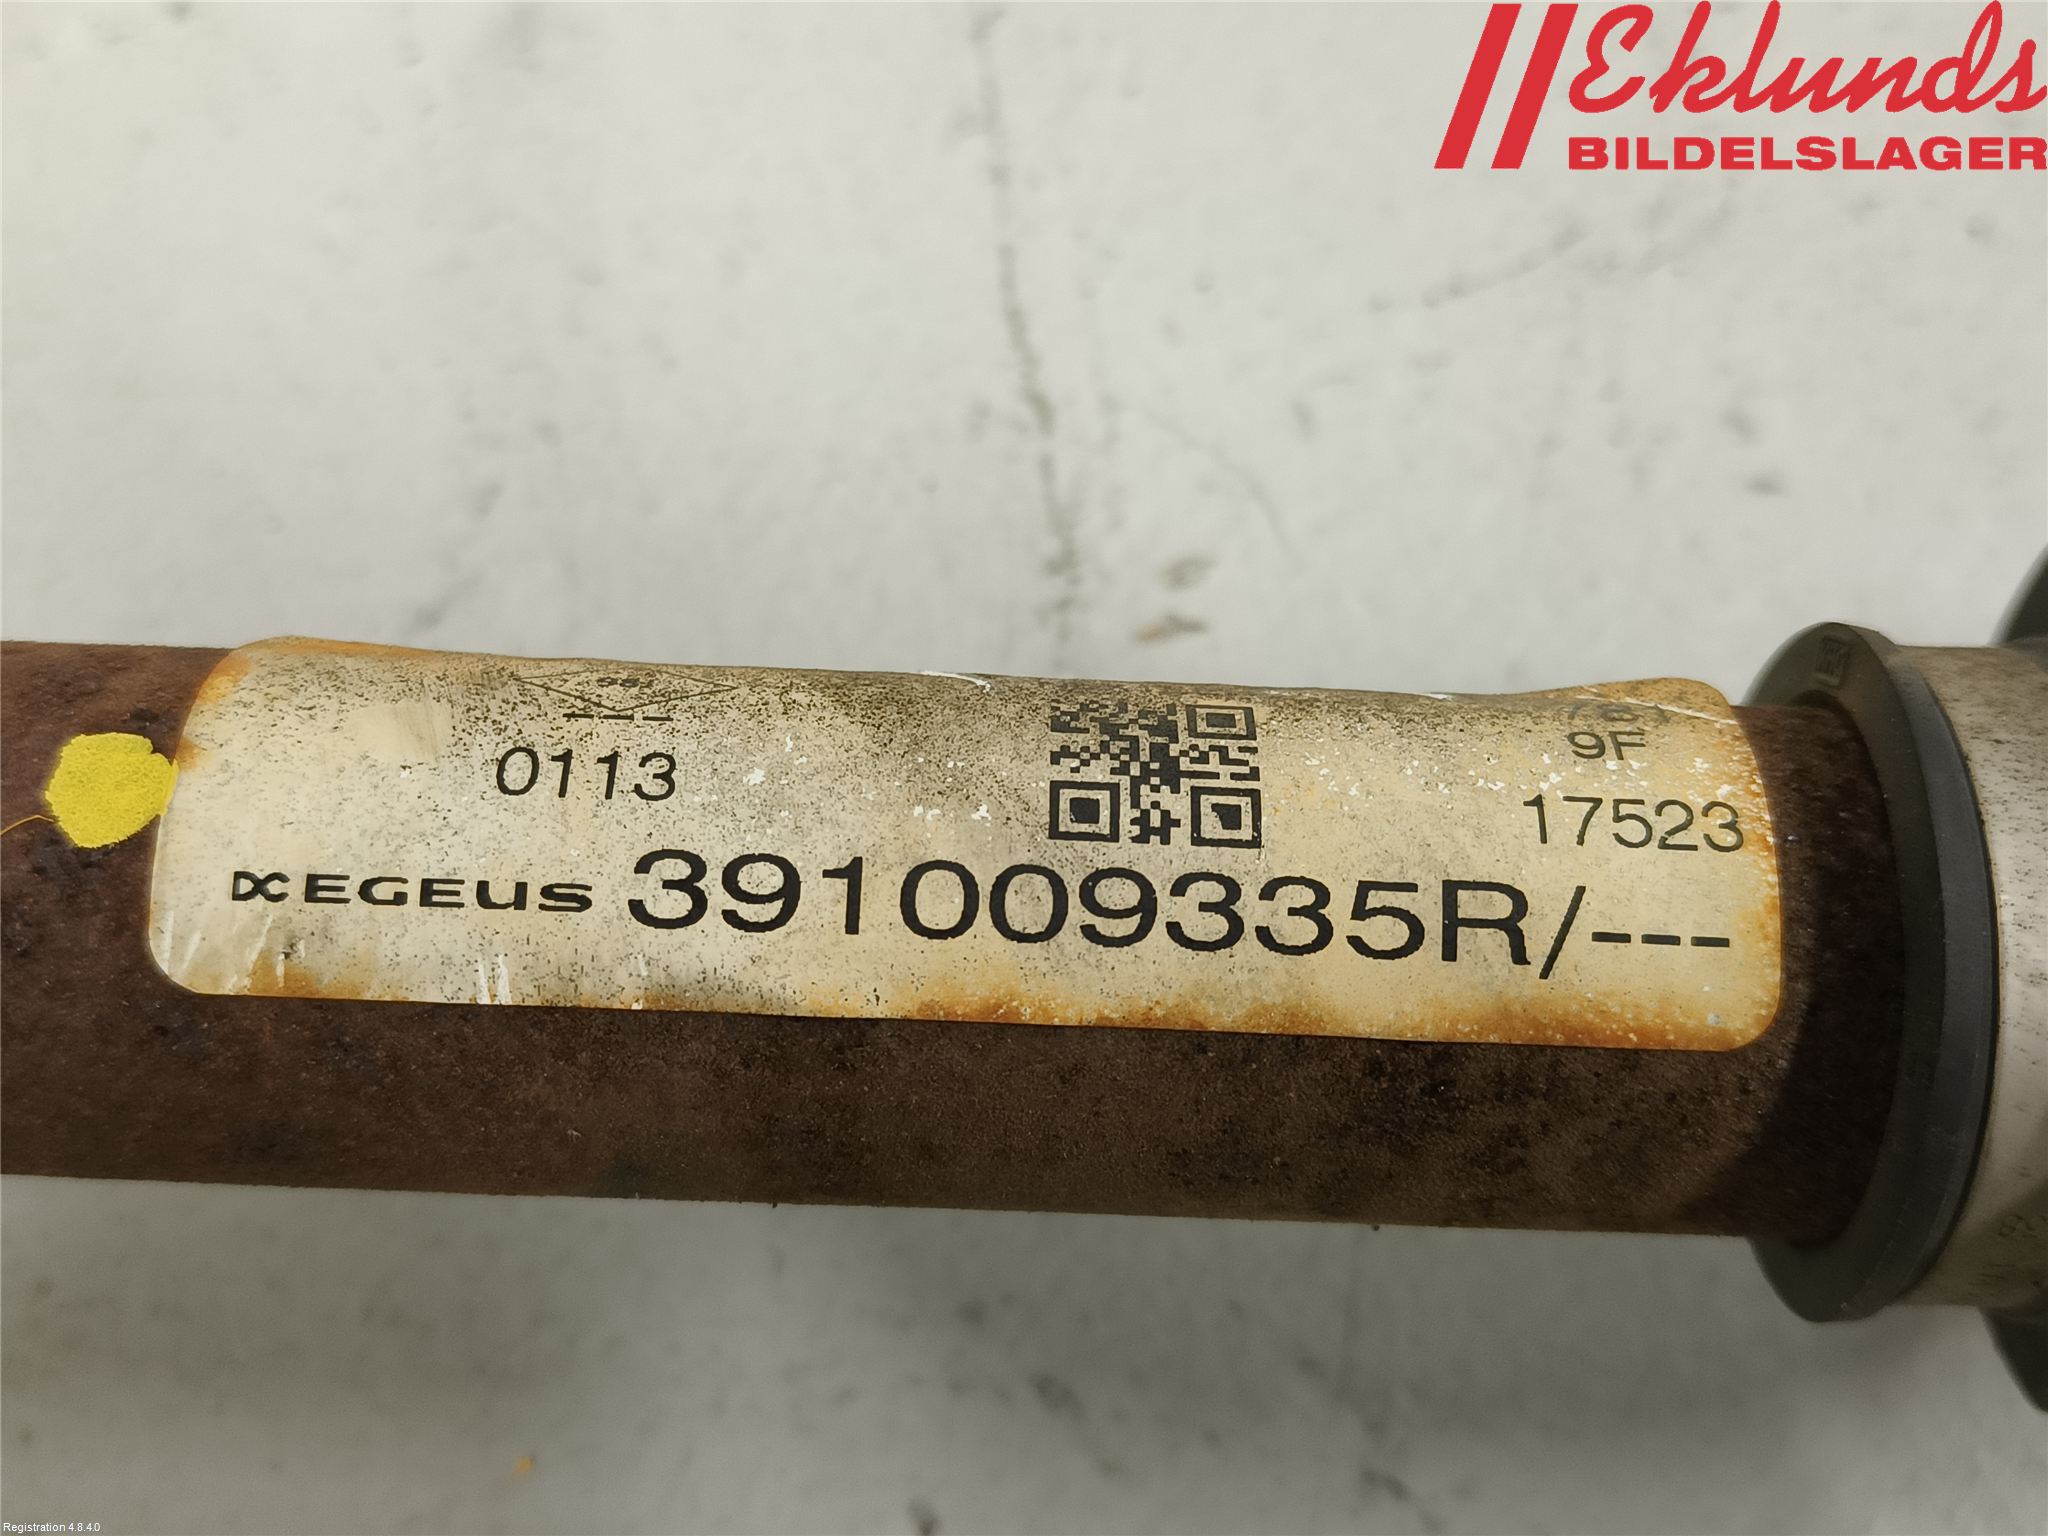 Eklunds
BILDELSLAGER
0113
9F
17523
EGEUS 391009335R/---
Registration 4.8.4.0